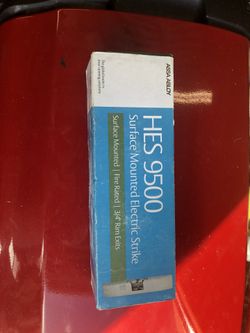 ASSA ABLOY
HES 9500
Surface Mounted Electric Strike
Surface Mounted | Fire Rated | 3/4" Rim Exits